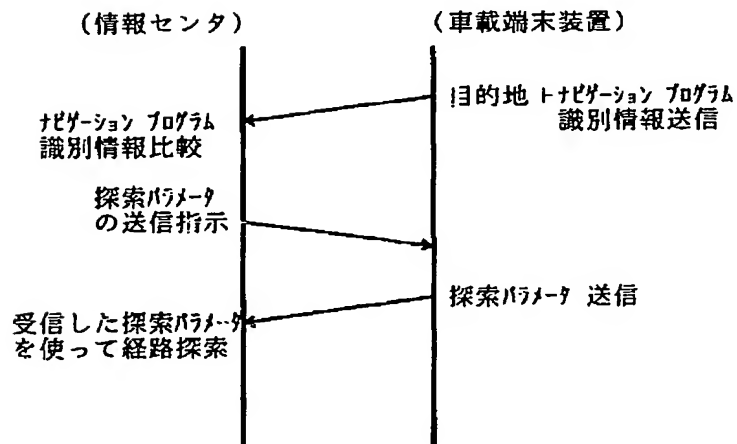 (情報センタ)
(車載端末装置)
目的地 ナビゲーション プログラム
識別情報送信
ナビゲーション プログラム
識別情報比較
探索パラメータ
の送信指示
探索パラメータ 送信
受信した探索パラメータ
を使って経路探索